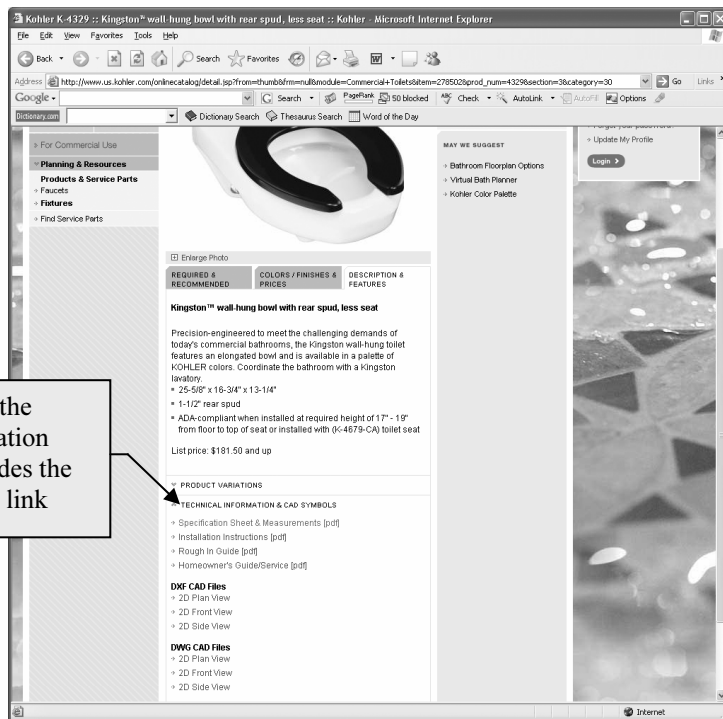 Kohler K-4329 :: Kingston™ wall-hung bowl with rear spud, less seat :: Kohler - Microsoft Internet Explorer
File Edit View Favorites Tools Help
Back Search Favorites
Address http://www.us.kohler.com/onlinecatalog/detail.jsp?from=thumb&frm=null&module=Commercial+Toilets&item=278502&prod_num=4329&section=3&category=30 Go Links
Google Search PageRank 50 blocked Check AutoLink AutoFill Options
Dictionary.com Dictionary Search Thesaurus Search Word of the Day
For Commercial Use
Planning & Resources
Products & Service Parts
Faucets
Fixtures
Find Service Parts
MAY WE SUGGEST
Bathroom Floorplan Options
Virtual Bath Planner
Kohler Color Palette
Update My Profile
Login
Enlarge Photo
REQUIRED & RECOMMENDED
COLORS / FINISHES & PRICES
DESCRIPTION & FEATURES
Kingston™ wall-hung bowl with rear spud, less seat
Precision-engineered to meet the challenging demands of
today's commercial bathrooms, the Kingston wall-hung toilet
features an elongated bowl and is available in a palette of
KOHLER colors. Coordinate the bathroom with a Kingston
lavatory.
25-5/8" x 16-3/4" x 13-1/4"
1-1/2" rear spud
ADA-compliant when installed at required height of 17" - 19"
from floor to top of seat or installed with (K-4679-CA) toilet seat
List price: $181.50 and up
PRODUCT VARIATIONS
TECHNICAL INFORMATION & CAD SYMBOLS
Specification Sheet & Measurements [pdf]
Installation Instructions [pdf]
Rough In Guide [pdf]
Homeowner's Guide/Service [pdf]
DXF CAD Files
2D Plan View
2D Front View
2D Side View
DWG CAD Files
2D Plan View
2D Front View
2D Side View
the
ation
des the
link
Internet